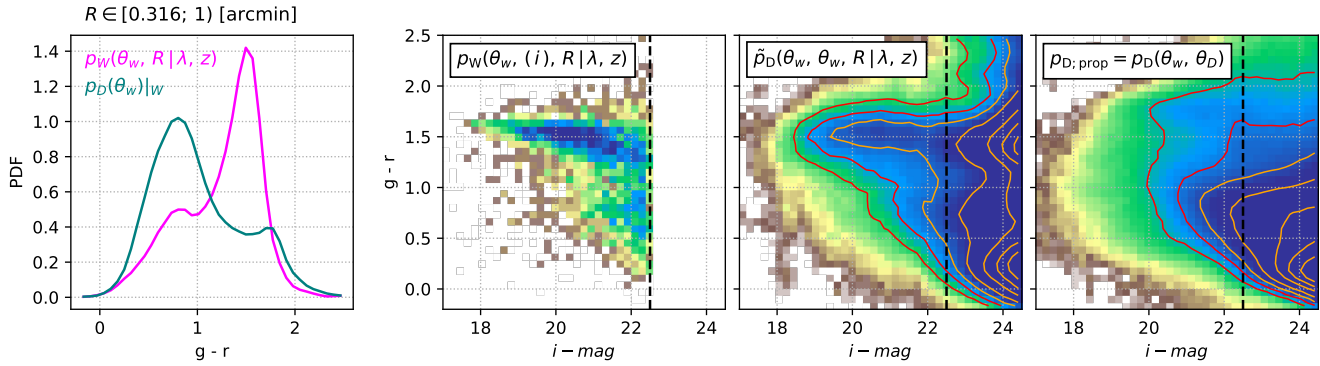 R ∈ [0.316; 1) [arcmin]
p_W(θ_w, R | λ, z)
p_D(θ_w)|_W
PDF
1.4
1.2
1.0
0.8
0.6
0.4
0.2
0.0
0
1
2
g - r
p_W(θ_w, (i), R | λ, z)
g - r
2.5
2.0
1.5
1.0
0.5
0.0
18
20
22
24
i − mag
p̃_D(θ_w, θ_w, R | λ, z)
18
20
22
24
i − mag
p_{D; prop} = p_D(θ_w, θ_D)
18
20
22
24
i − mag